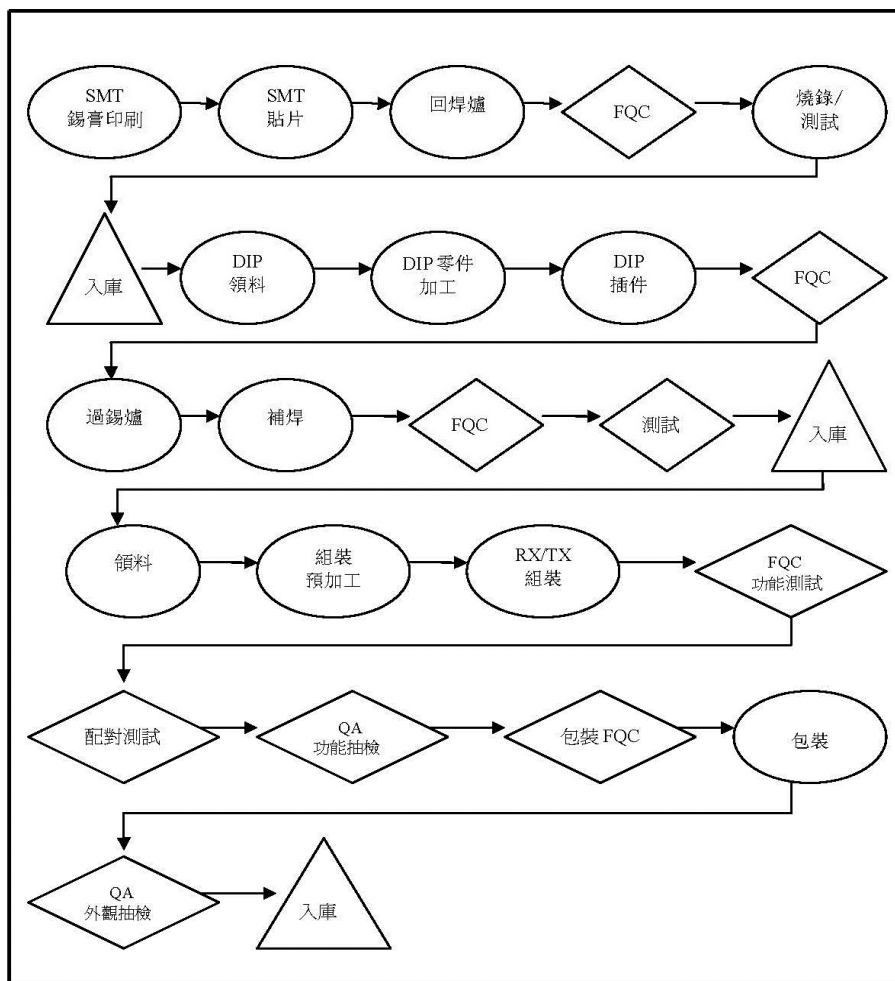 SMT
錫膏印刷
SMT
貼片
回焊爐
FQC
燒錄/
測試
入庫
DIP
領料
DIP 零件
加工
DIP
插件
FQC
過錫爐
補焊
FQC
測試
入庫
領料
組裝
預加工
RX/TX
組裝
FQC
功能測試
配對測試
QA
功能抽檢
包裝 FQC
包裝
QA
外觀抽檢
入庫